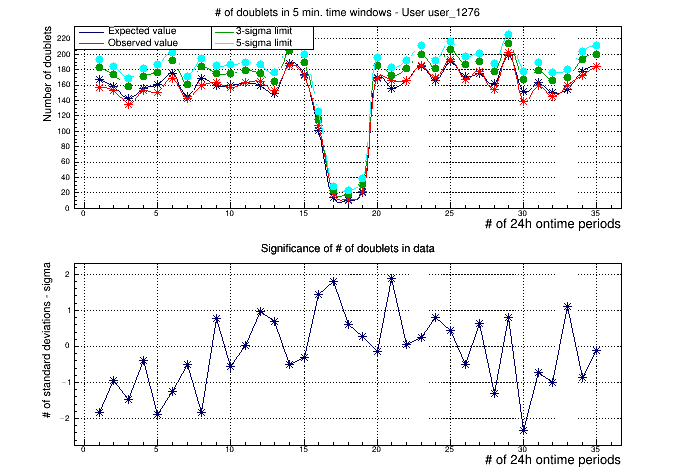 # of doublets in 5 min. time windows - User user_1276
Number of doublets
Expected value
Observed value
3-sigma limit
5-sigma limit
220
200
180
160
140
120
100
80
60
40
20
0
0 5 10 15 20 25 30 35
# of 24h ontime periods
Significance of # of doublets in data
# of standard deviations - sigma
2
1
0
−1
−2
0 5 10 15 20 25 30 35
# of 24h ontime periods